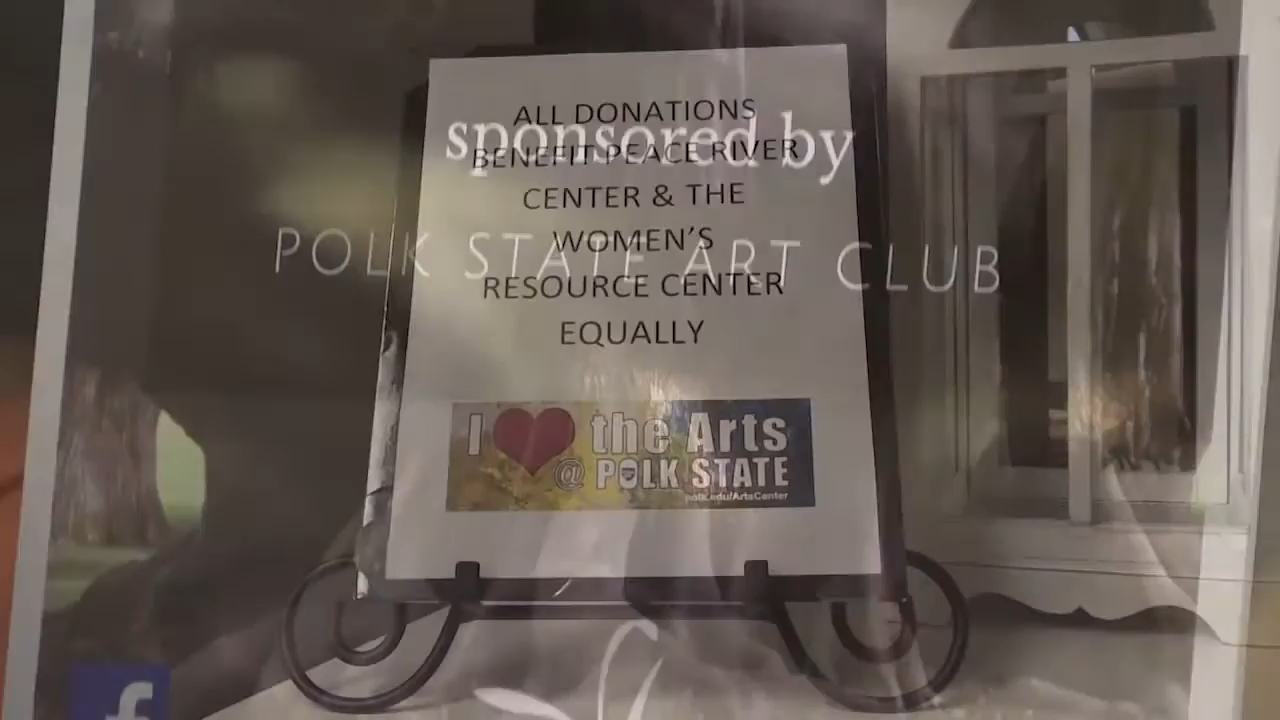 ALL DONATIONS
sponsored by
BENEFIT PEACE RIVER
CENTER & THE
WOMEN'S
POLK STATE ART CLUB
RESOURCE CENTER
EQUALLY
I ❤ the Arts
@ POLK STATE
polk.edu/ArtsCenter
f